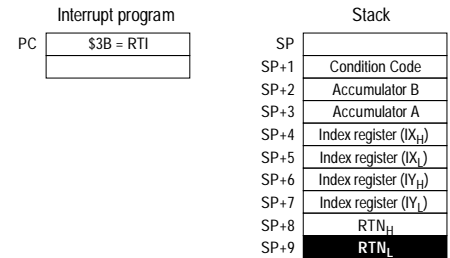 Interrupt program
PC $3B = RTI
Stack
SP
SP+1 Condition Code
SP+2 Accumulator B
SP+3 Accumulator A
SP+4 Index register (IXH)
SP+5 Index register (IXL)
SP+6 Index register (IYH)
SP+7 Index register (IYL)
SP+8 RTNH
SP+9 RTNL